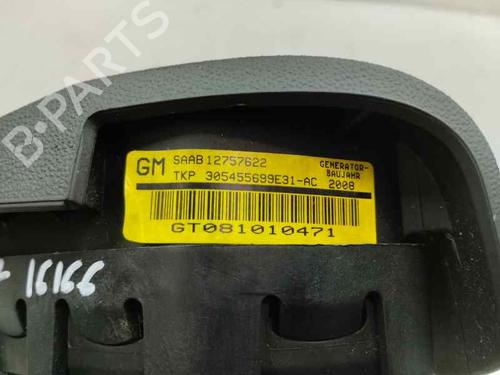 B-PARTS
GM SAAB 12757622 GENERATOR-
BAUJAHR
TKP 305455699E31-AC 2008
GT081010471
16166